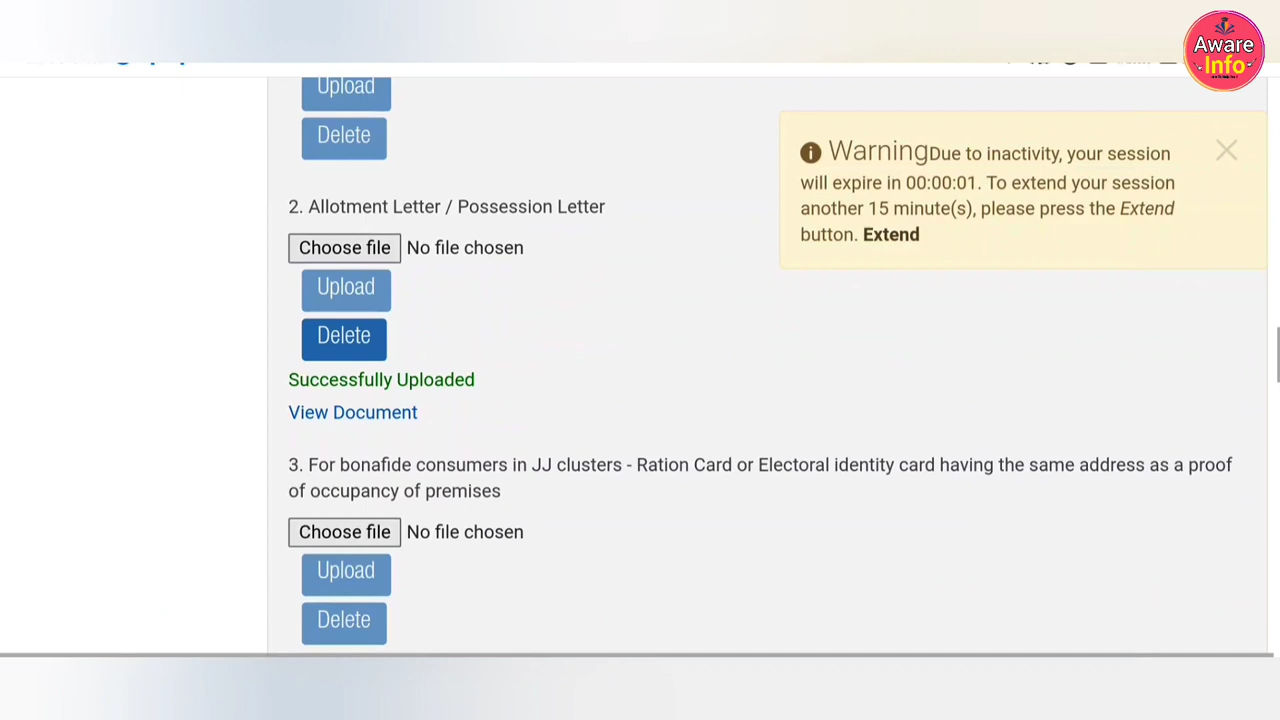 Aware
Info
Upload
Delete
Warning Due to inactivity, your session
will expire in 00:00:01. To extend your session
another 15 minute(s), please press the Extend
button. Extend
2. Allotment Letter / Possession Letter
Choose file No file chosen
Upload
Delete
Successfully Uploaded
View Document
3. For bonafide consumers in JJ clusters - Ration Card or Electoral identity card having the same address as a proof
of occupancy of premises
Choose file No file chosen
Upload
Delete